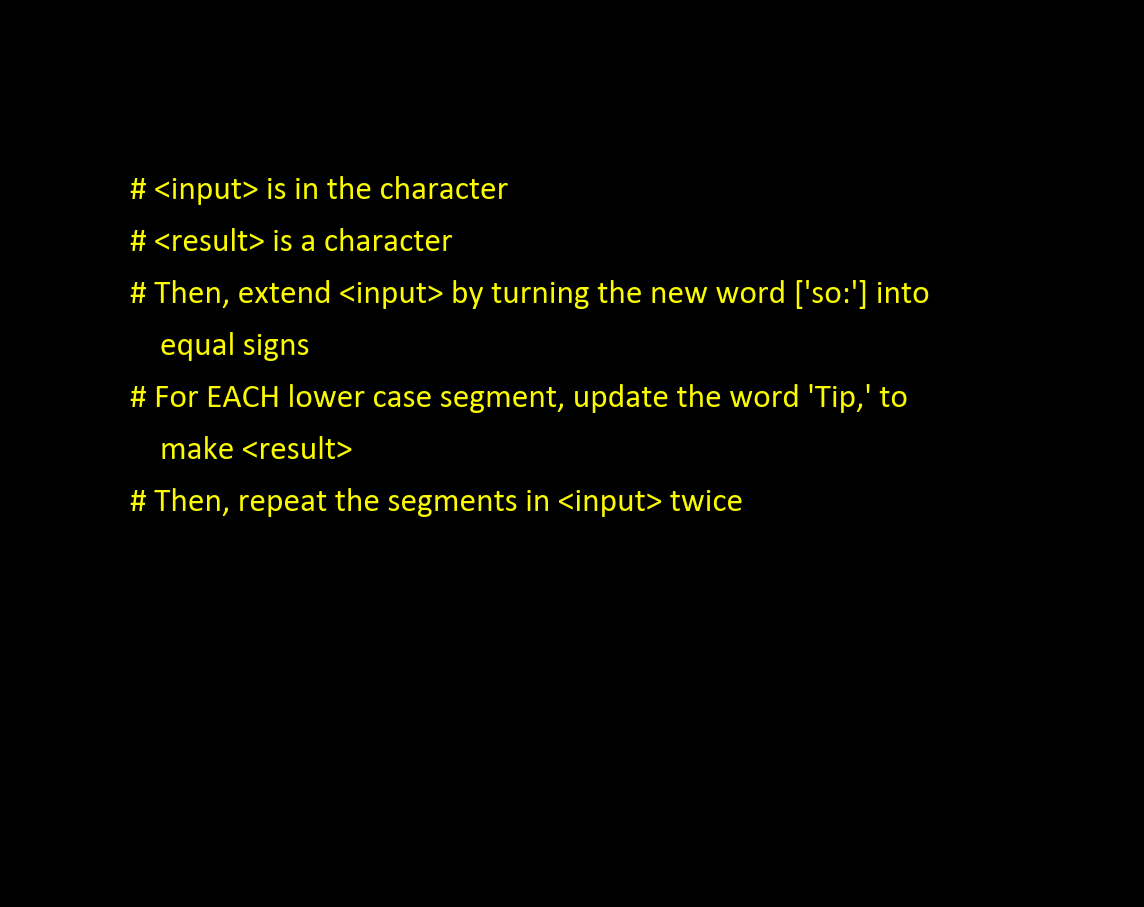 # <input> is in the character
# <result> is a character
# Then, extend <input> by turning the new word ['so:'] into
equal signs
# For EACH lower case segment, update the word 'Tip,' to
make <result>
# Then, repeat the segments in <input> twice